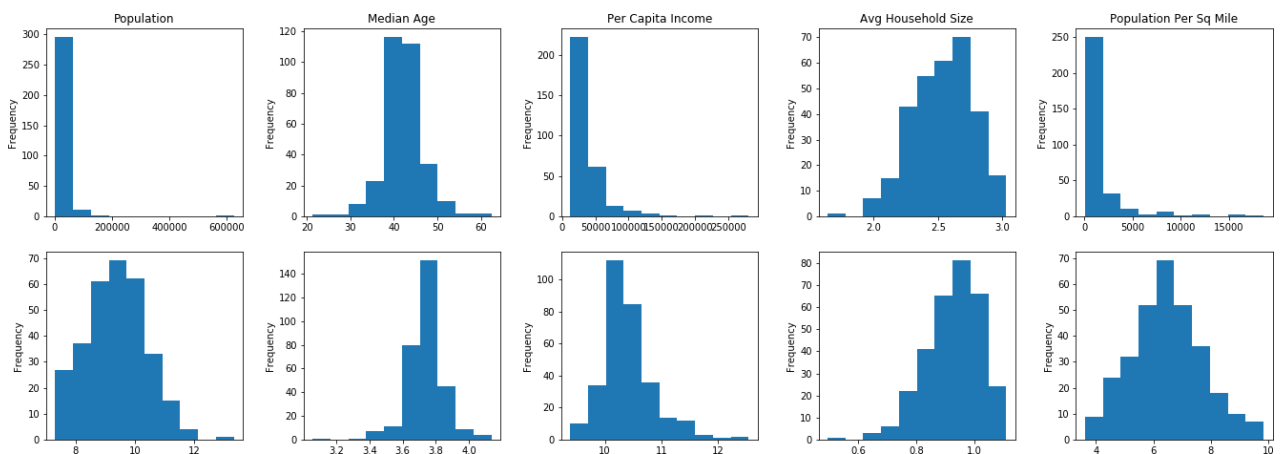 Population
Frequency
300
250
200
150
100
50
0
0 200000 400000 600000
Median Age
Frequency
120
100
80
60
40
20
0
20 30 40 50 60
Per Capita Income
Frequency
200
150
100
50
0
0 50000 100000 150000 200000 250000
Avg Household Size
Frequency
70
60
50
40
30
20
10
0
2.0 2.5 3.0
Population Per Sq Mile
Frequency
250
200
150
100
50
0
0 5000 10000 15000
Frequency
70
60
50
40
30
20
10
0
8 10 12
Frequency
140
120
100
80
60
40
20
0
3.2 3.4 3.6 3.8 4.0
Frequency
100
80
60
40
20
0
10 11 12
Frequency
80
70
60
50
40
30
20
10
0
0.6 0.8 1.0
Frequency
70
60
50
40
30
20
10
0
4 6 8 10